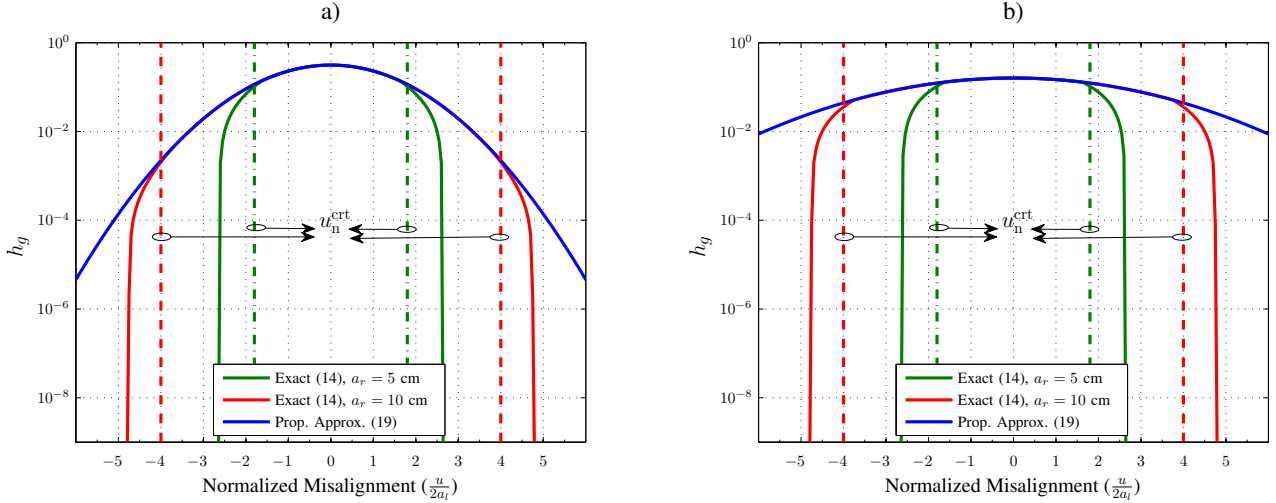 a)
10^0
10^−2
10^−4
10^−6
10^−8
h_g
u_n^crt
Exact (14), a_r = 5 cm
Exact (14), a_r = 10 cm
Prop. Approx. (19)
−5 −4 −3 −2 −1 0 1 2 3 4 5
Normalized Misalignment (u/2a_l)
b)
10^0
10^−2
10^−4
10^−6
10^−8
h_g
u_n^crt
Exact (14), a_r = 5 cm
Exact (14), a_r = 10 cm
Prop. Approx. (19)
−5 −4 −3 −2 −1 0 1 2 3 4 5
Normalized Misalignment (u/2a_l)